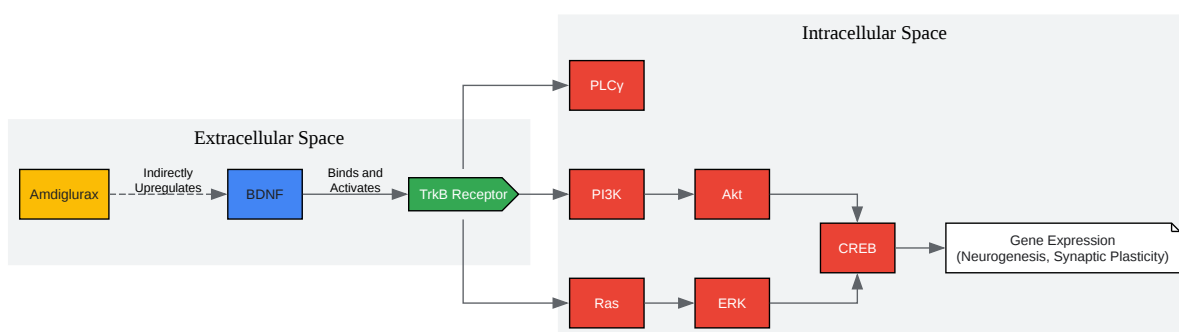 Intracellular Space
PLCγ
Extracellular Space
Amdiglurax
Indirectly
Upregulates
BDNF
Binds and
Activates
TrkB Receptor
PI3K
Akt
CREB
Gene Expression
(Neurogenesis, Synaptic Plasticity)
Ras
ERK